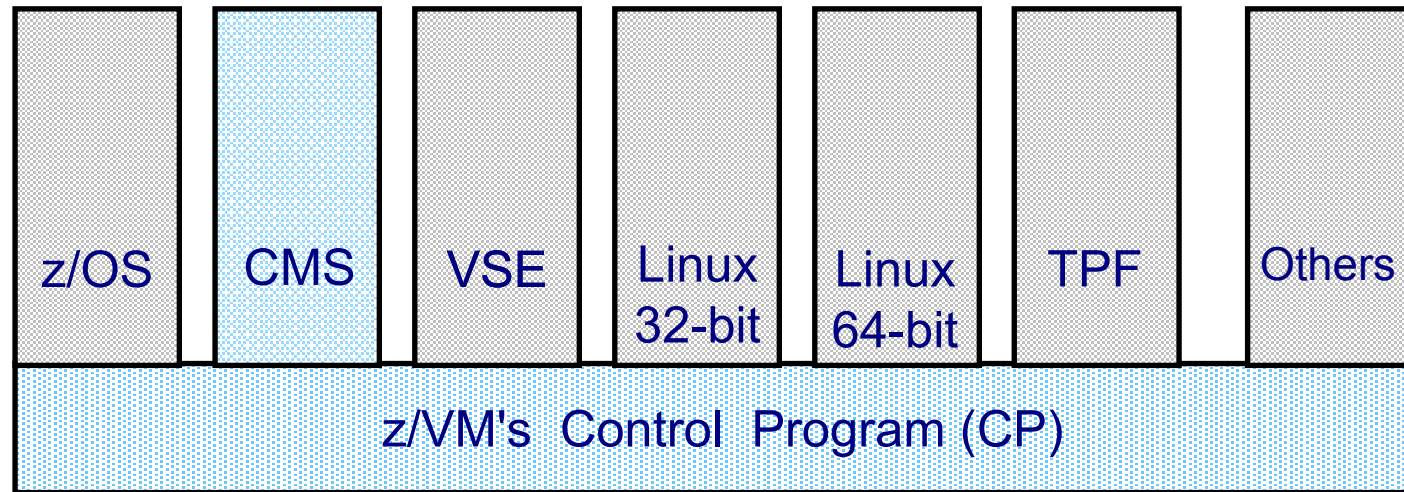 z/OS
CMS
VSE
Linux
32-bit
Linux
64-bit
TPF
Others
z/VM's Control Program (CP)